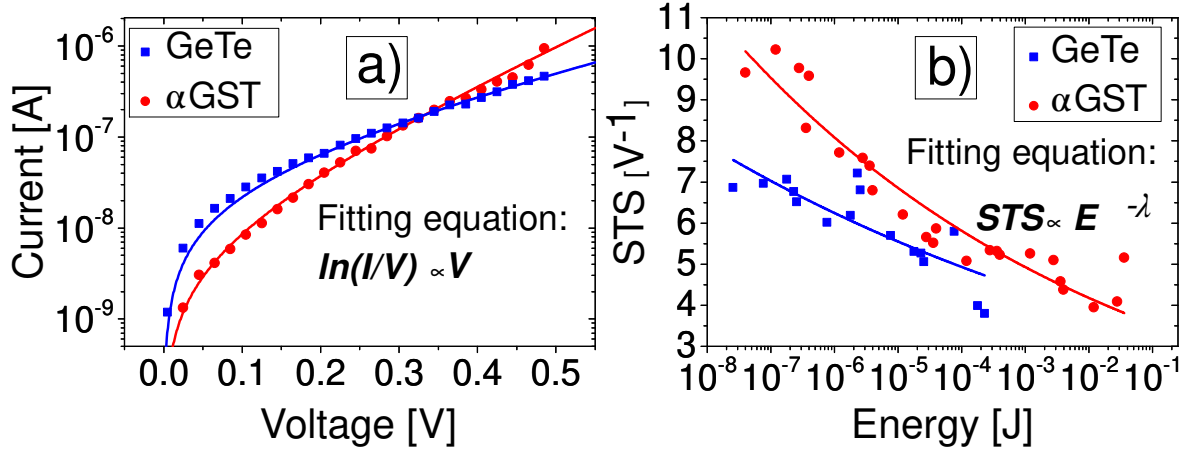 GeTe
αGST
a)
Fitting equation:
ln(I/V) ∝V
Current [A]
10⁻⁶
10⁻⁷
10⁻⁸
10⁻⁹
0.0 0.1 0.2 0.3 0.4 0.5
Voltage [V]
b)
GeTe
αGST
Fitting equation:
STS∝ E -λ
STS [V-1]
11
10
9
8
7
6
5
4
3
10⁻⁸ 10⁻⁷ 10⁻⁶ 10⁻⁵ 10⁻⁴ 10⁻³ 10⁻² 10⁻¹
Energy [J]